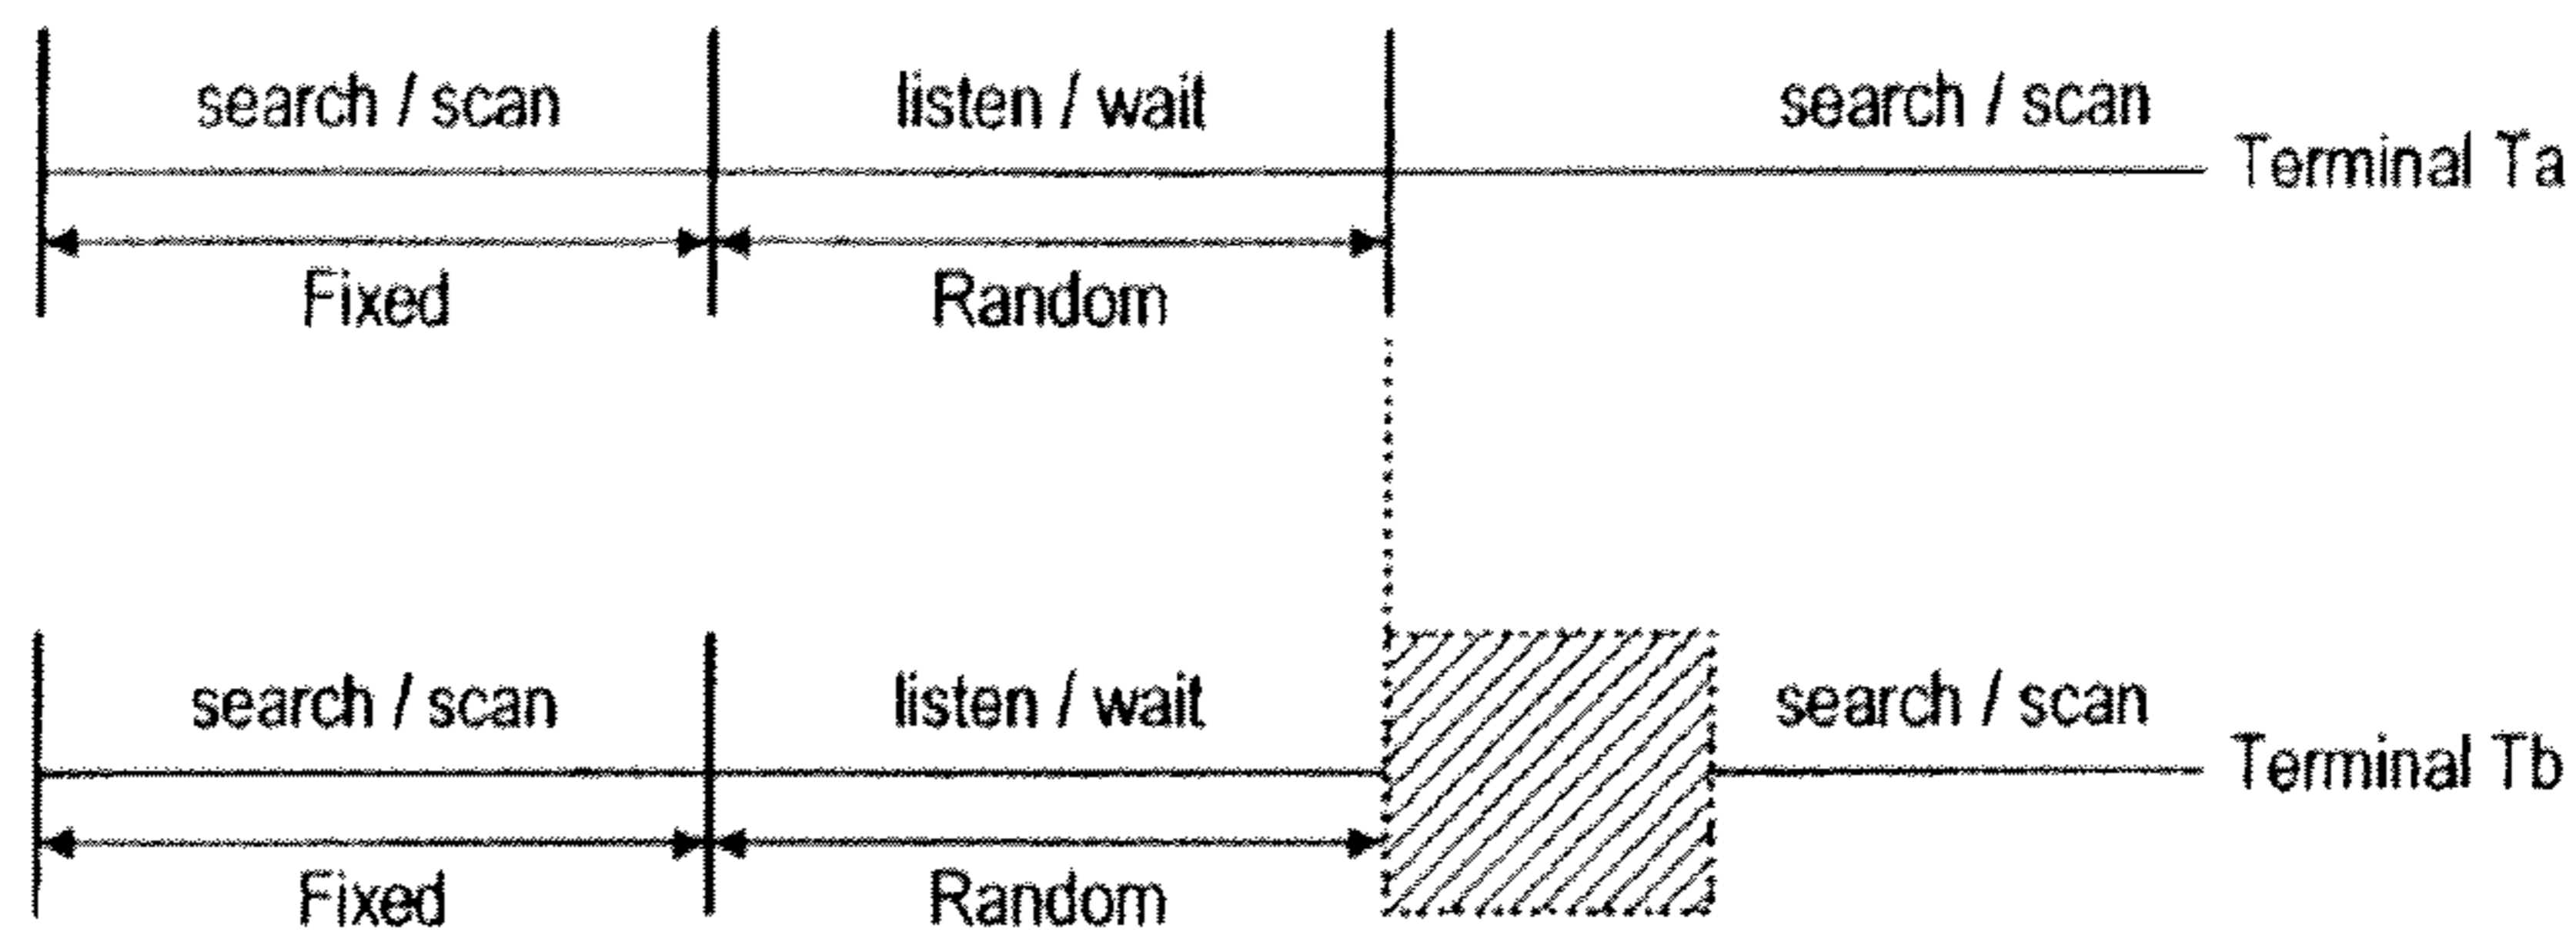 search / scan listen / wait search / scan
Terminal Ta
Fixed Random
search / scan listen / wait search / scan
Terminal Tb
Fixed Random